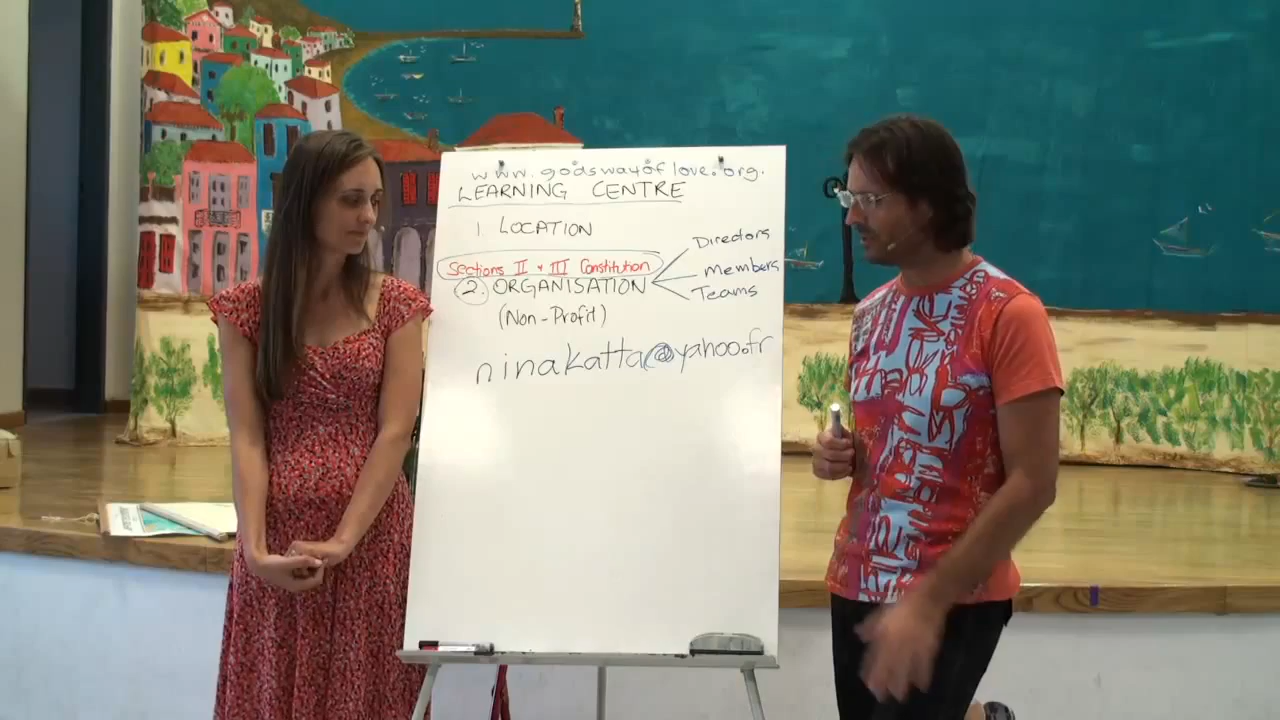 www.godswayoflove.org.
LEARNING CENTRE
1. LOCATION
Sections II + III Constitution
2. ORGANISATION
Directors
Members
Teams
(Non-Profit)
ninakatta@yahoo.fr